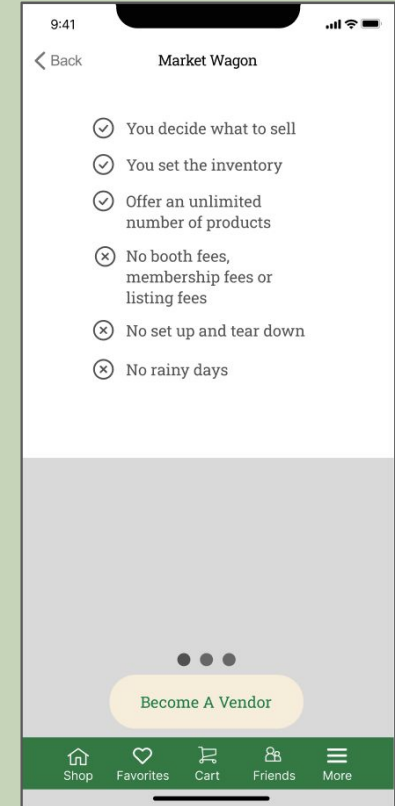 9:41
Back
Market Wagon
You decide what to sell
You set the inventory
Offer an unlimited
number of products
No booth fees,
membership fees or
listing fees
No set up and tear down
No rainy days
Become A Vendor
Shop
Favorites
Cart
Friends
More